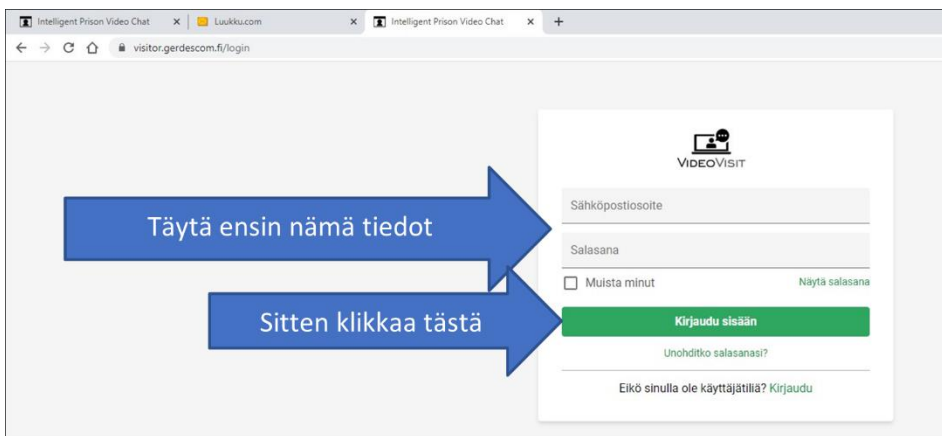 Intelligent Prison Video Chat
Luukku.com
Intelligent Prison Video Chat
visitor.gerdescom.fi/login
VIDEOVISIT
Täytä ensin nämä tiedot
Sähköpostiosoite
Salasana
Muista minut
Näytä salasana
Sitten klikkaa tästä
Kirjaudu sisään
Unohditko salasanasi?
Eikö sinulla ole käyttäjätiliä? Kirjaudu